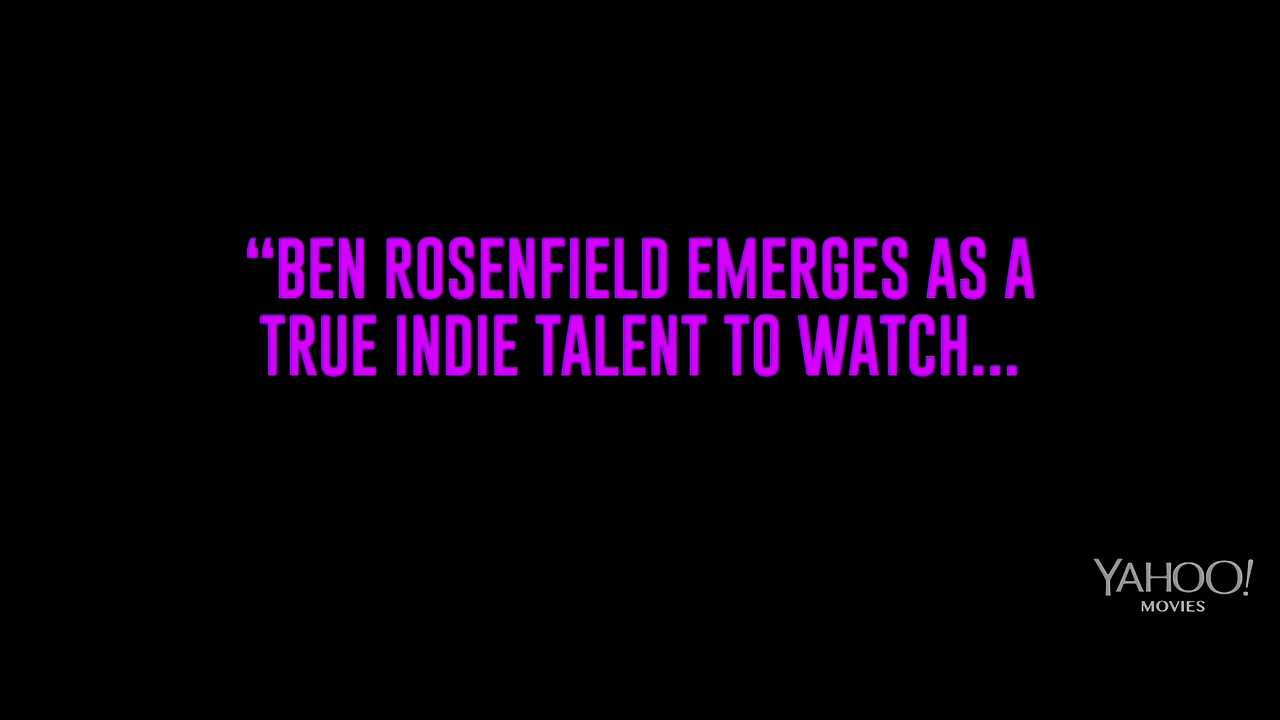 “BEN ROSENFIELD EMERGES AS A
TRUE INDIE TALENT TO WATCH...
YAHOO!
MOVIES